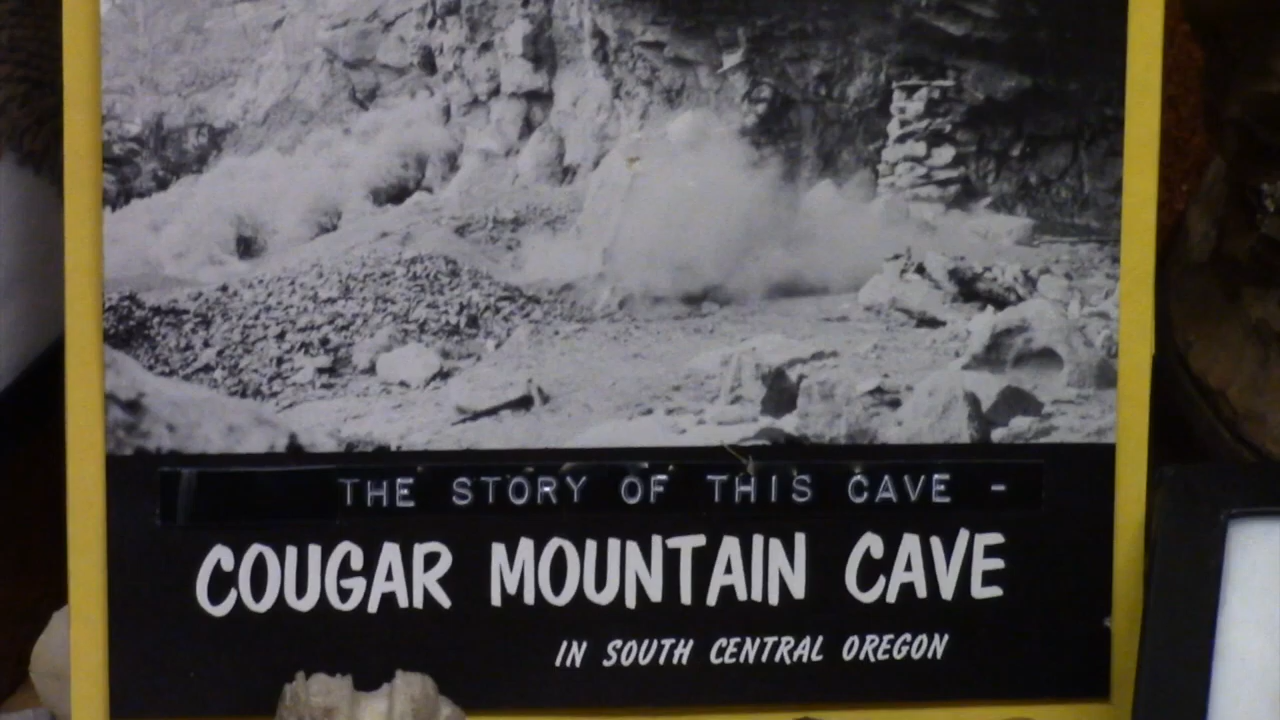 THE STORY OF THIS CAVE -
COUGAR MOUNTAIN CAVE
IN SOUTH CENTRAL OREGON